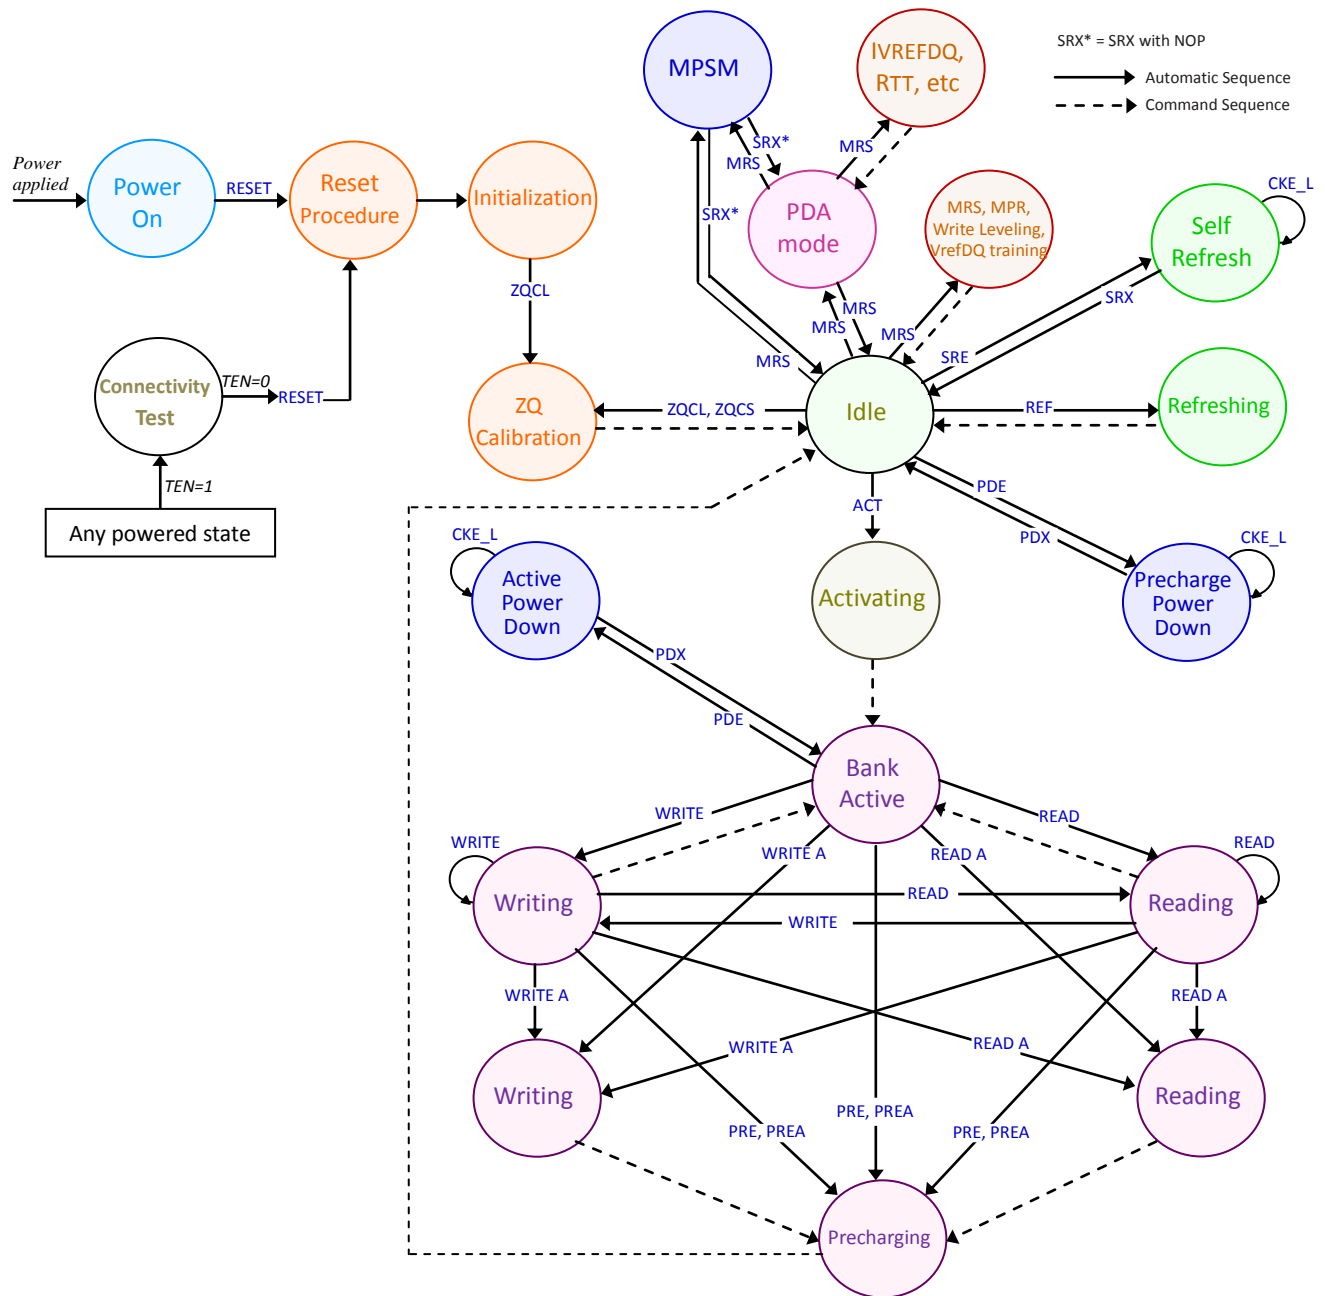 MPSM
IVREFDQ,
RTT, etc
SRX* = SRX with NOP
Automatic Sequence
Command Sequence
Power
applied
Power
On
RESET
Reset
Procedure
Initialization
SRX*
MRS
MRS
PDA
mode
SRX*
MRS, MPR,
Write Leveling,
VrefDQ training
CKE_L
Self
Refresh
ZQCL
MRS
MRS
MRS
MRS
SRE
SRX
Connectivity
Test
TEN=0
RESET
ZQ
Calibration
ZQCL, ZQCS
Idle
REF
Refreshing
TEN=1
Any powered state
ACT
PDE
PDX
CKE_L
Active
Power
Down
Activating
CKE_L
Precharge
Power
Down
PDX
PDE
Bank
Active
WRITE
READ
WRITE
WRITE A
READ A
READ
Writing
READ
Reading
WRITE
WRITE A
READ A
WRITE A
READ A
Writing
Reading
PRE, PREA
PRE, PREA
PRE, PREA
Precharging